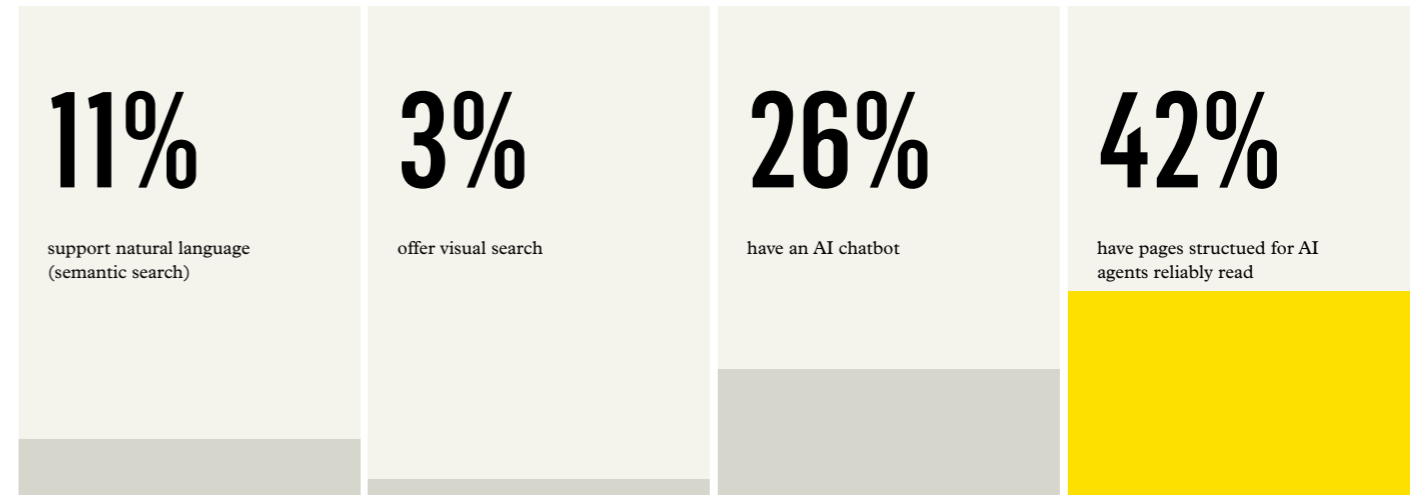 11%
support natural language
(semantic search)
3%
offer visual search
26%
have an AI chatbot
42%
have pages structued for AI
agents reliably read